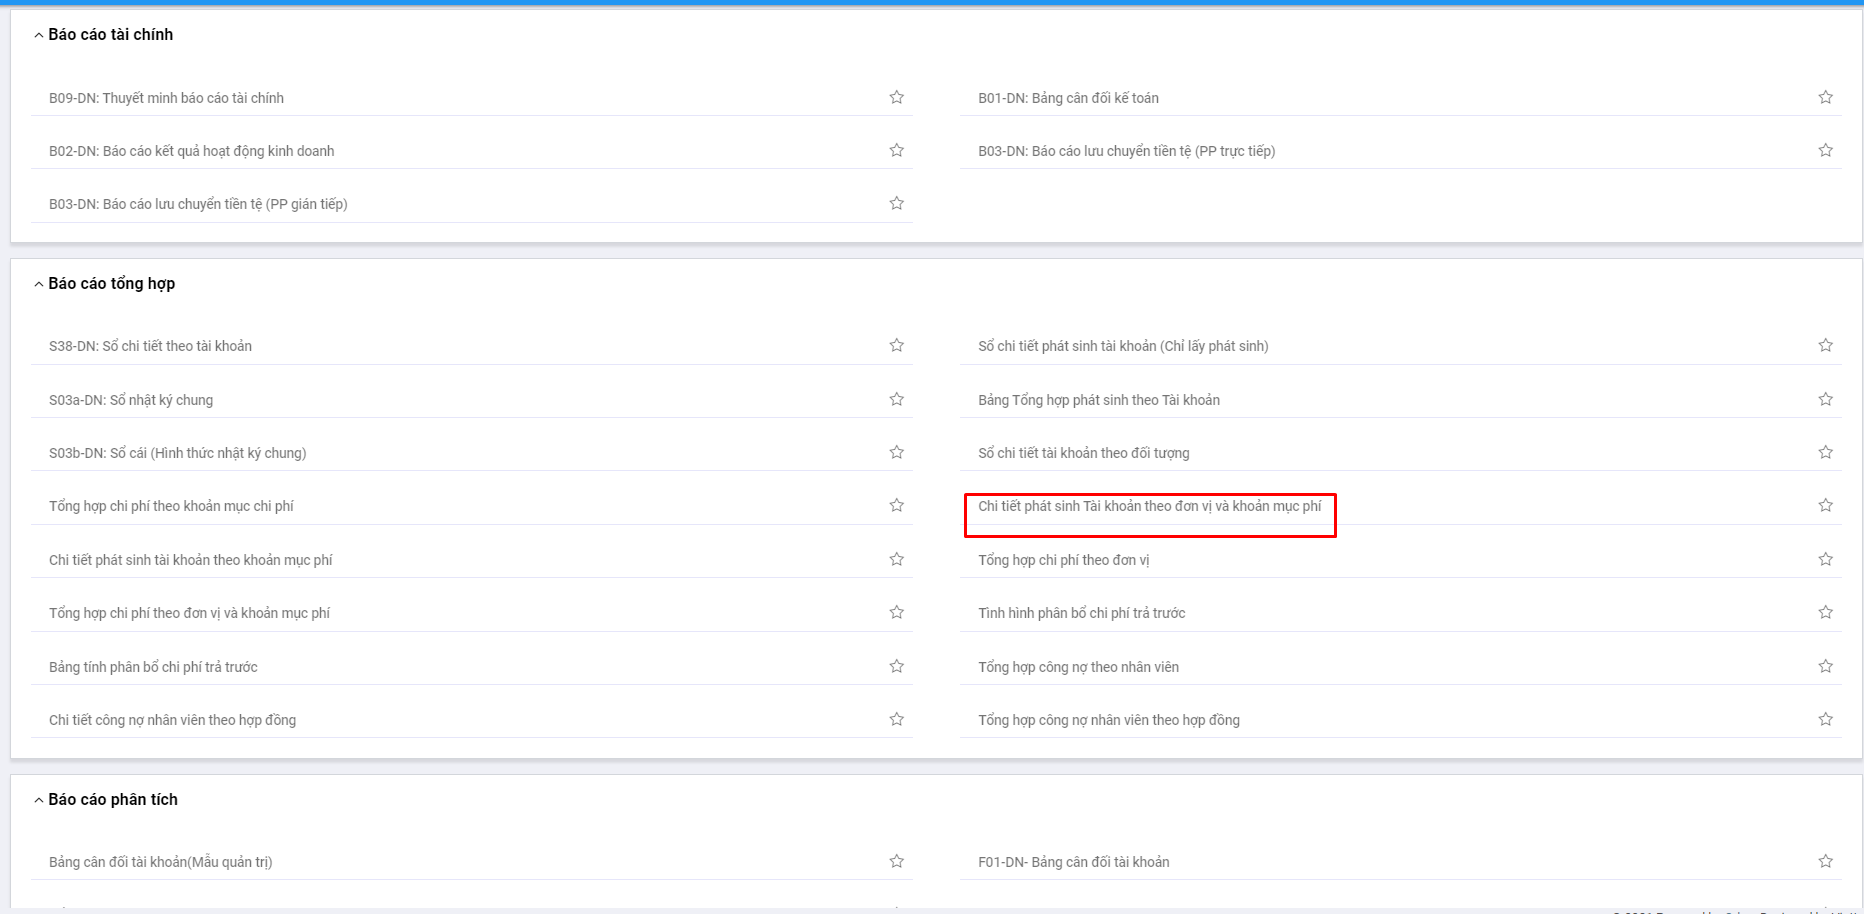 Báo cáo tài chính
B09-DN: Thuyết minh báo cáo tài chính
B01-DN: Bảng cân đối kế toán
B02-DN: Báo cáo kết quả hoạt động kinh doanh
B03-DN: Báo cáo lưu chuyển tiền tệ (PP trực tiếp)
B03-DN: Báo cáo lưu chuyển tiền tệ (PP gián tiếp)
Báo cáo tổng hợp
S38-DN: Sổ chi tiết theo tài khoản
Sổ chi tiết phát sinh tài khoản (Chỉ lấy phát sinh)
S03a-DN: Sổ nhật ký chung
Bảng Tổng hợp phát sinh theo Tài khoản
S03b-DN: Sổ cái (Hình thức nhật ký chung)
Sổ chi tiết tài khoản theo đối tượng
Tổng hợp chi phí theo khoản mục chi phí
Chi tiết phát sinh Tài khoản theo đơn vị và khoản mục phí
Chi tiết phát sinh tài khoản theo khoản mục phí
Tổng hợp chi phí theo đơn vị
Tổng hợp chi phí theo đơn vị và khoản mục phí
Tình hình phân bổ chi phí trả trước
Bảng tính phân bổ chi phí trả trước
Tổng hợp công nợ theo nhân viên
Chi tiết công nợ nhân viên theo hợp đồng
Tổng hợp công nợ nhân viên theo hợp đồng
Báo cáo phân tích
Bảng cân đối tài khoản(Mẫu quản trị)
F01-DN- Bảng cân đối tài khoản